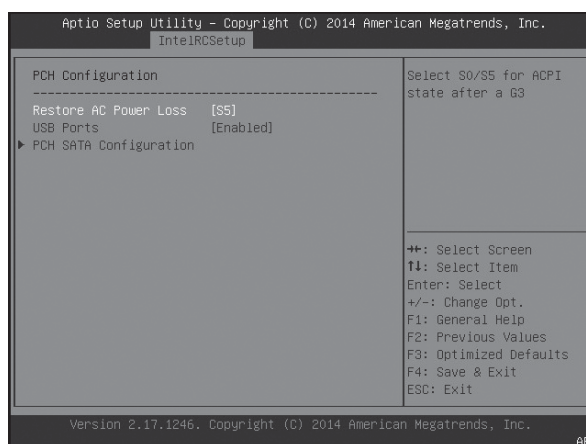 Aptio Setup Utility – Copyright (C) 2014 American Megatrends, Inc.
IntelRCSetup
PCH Configuration
------------------------------------------------
Restore AC Power Loss [S5]
USB Ports [Enabled]
▶ PCH SATA Configuration
Select S0/S5 for ACPI
state after a G3
→←: Select Screen
↑↓: Select Item
Enter: Select
+/-: Change Opt.
F1: General Help
F2: Previous Values
F3: Optimized Defaults
F4: Save & Exit
ESC: Exit
Version 2.17.1246. Copyright (C) 2014 American Megatrends, Inc.